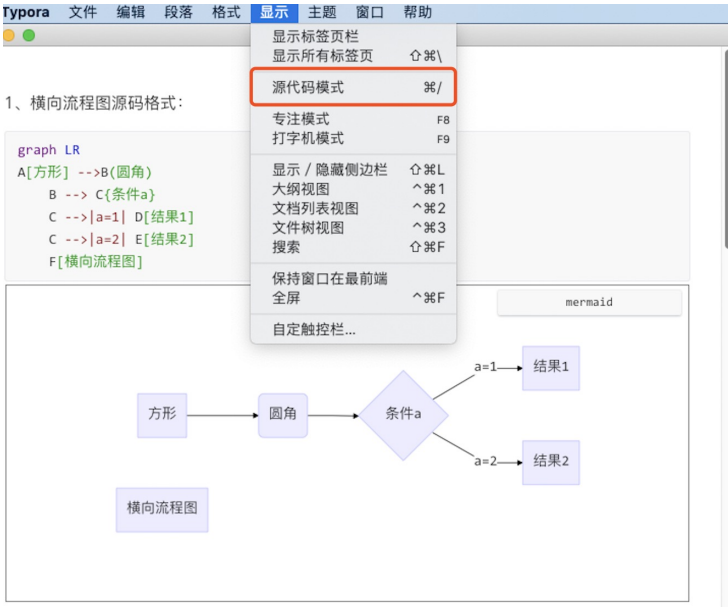 Typora 文件 编辑 段落 格式 显示 主题 窗口 帮助
显示标签页栏
显示所有标签页 ⇧⌘\
源代码模式 ⌘/
专注模式 F8
打字机模式 F9
显示 / 隐藏侧边栏 ⇧⌘L
大纲视图 ^⌘1
文档列表视图 ^⌘2
文件树视图 ^⌘3
搜索 ⇧⌘F
保持窗口在最前端
全屏 ^⌘F
自定触控栏...
1、横向流程图源码格式：
graph LR
A[方形] -->B(圆角)
    B --> C{条件a}
    C -->|a=1| D[结果1]
    C -->|a=2| E[结果2]
    F[横向流程图]
mermaid
方形
圆角
条件a
a=1
结果1
a=2
结果2
横向流程图